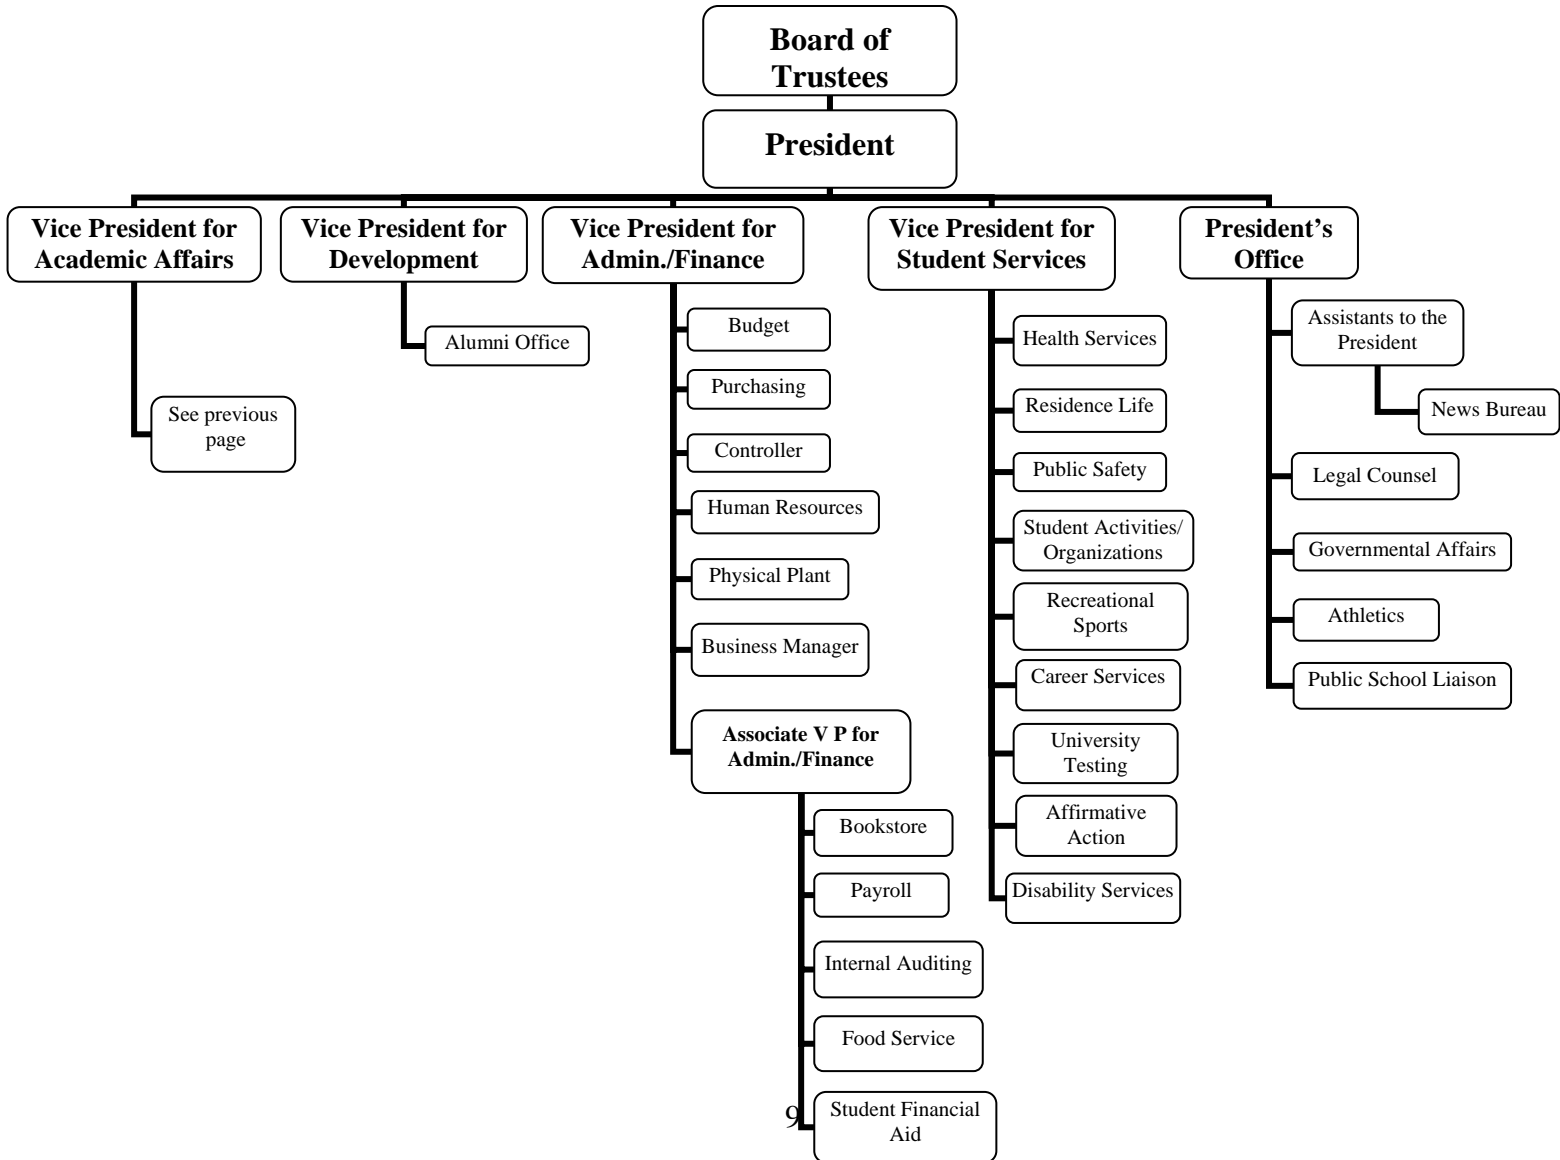 Board of
Trustees
President
Vice President for
Academic Affairs
See previous
page
Vice President for
Development
Alumni Office
Vice President for
Admin./Finance
Budget
Purchasing
Controller
Human Resources
Physical Plant
Business Manager
Associate V P for
Admin./Finance
Bookstore
Payroll
Internal Auditing
Food Service
Student Financial
Aid
Vice President for
Student Services
Health Services
Residence Life
Public Safety
Student Activities/
Organizations
Recreational
Sports
Career Services
University
Testing
Affirmative
Action
Disability Services
President’s
Office
Assistants to the
President
News Bureau
Legal Counsel
Governmental Affairs
Athletics
Public School Liaison
9